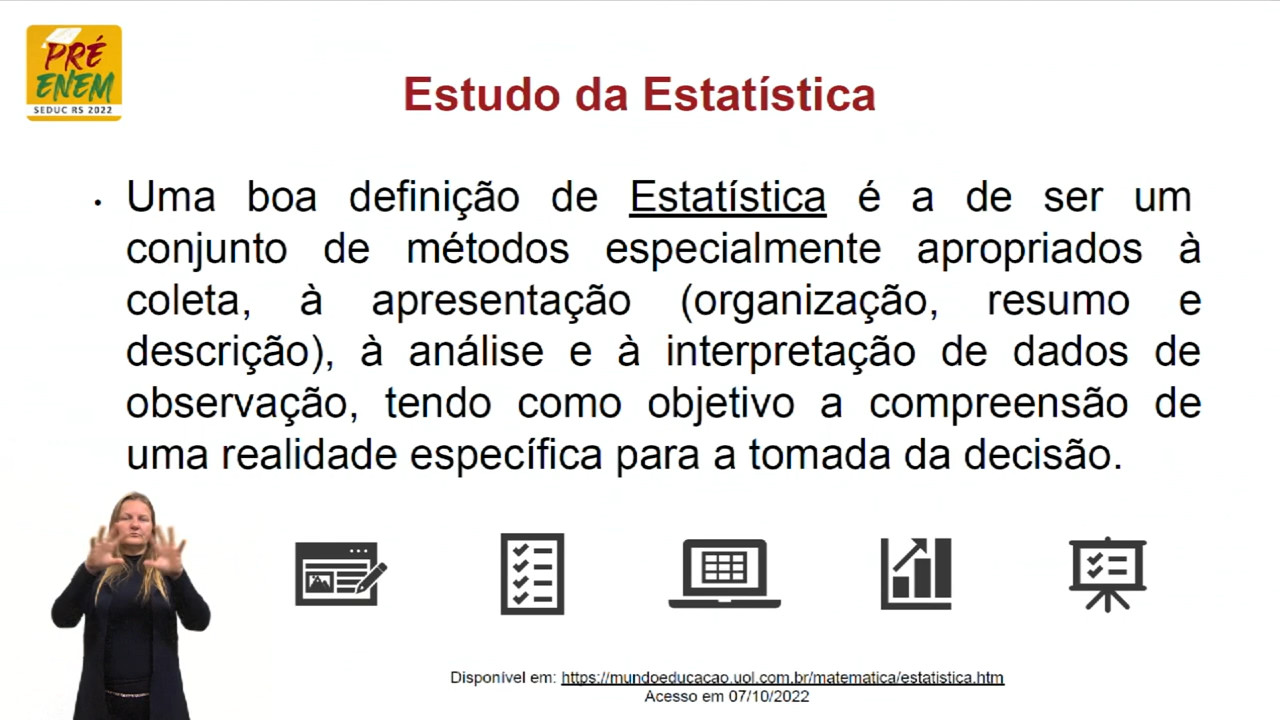 PRÉ
ENEM
SEDUC RS 2022
Estudo da Estatística
• Uma boa definição de Estatística é a de ser um
conjunto de métodos especialmente apropriados à
coleta, à apresentação (organização, resumo e
descrição), à análise e à interpretação de dados de
observação, tendo como objetivo a compreensão de
uma realidade específica para a tomada da decisão.
Disponível em: https://mundoeducacao.uol.com.br/matematica/estatistica.htm
Acesso em 07/10/2022